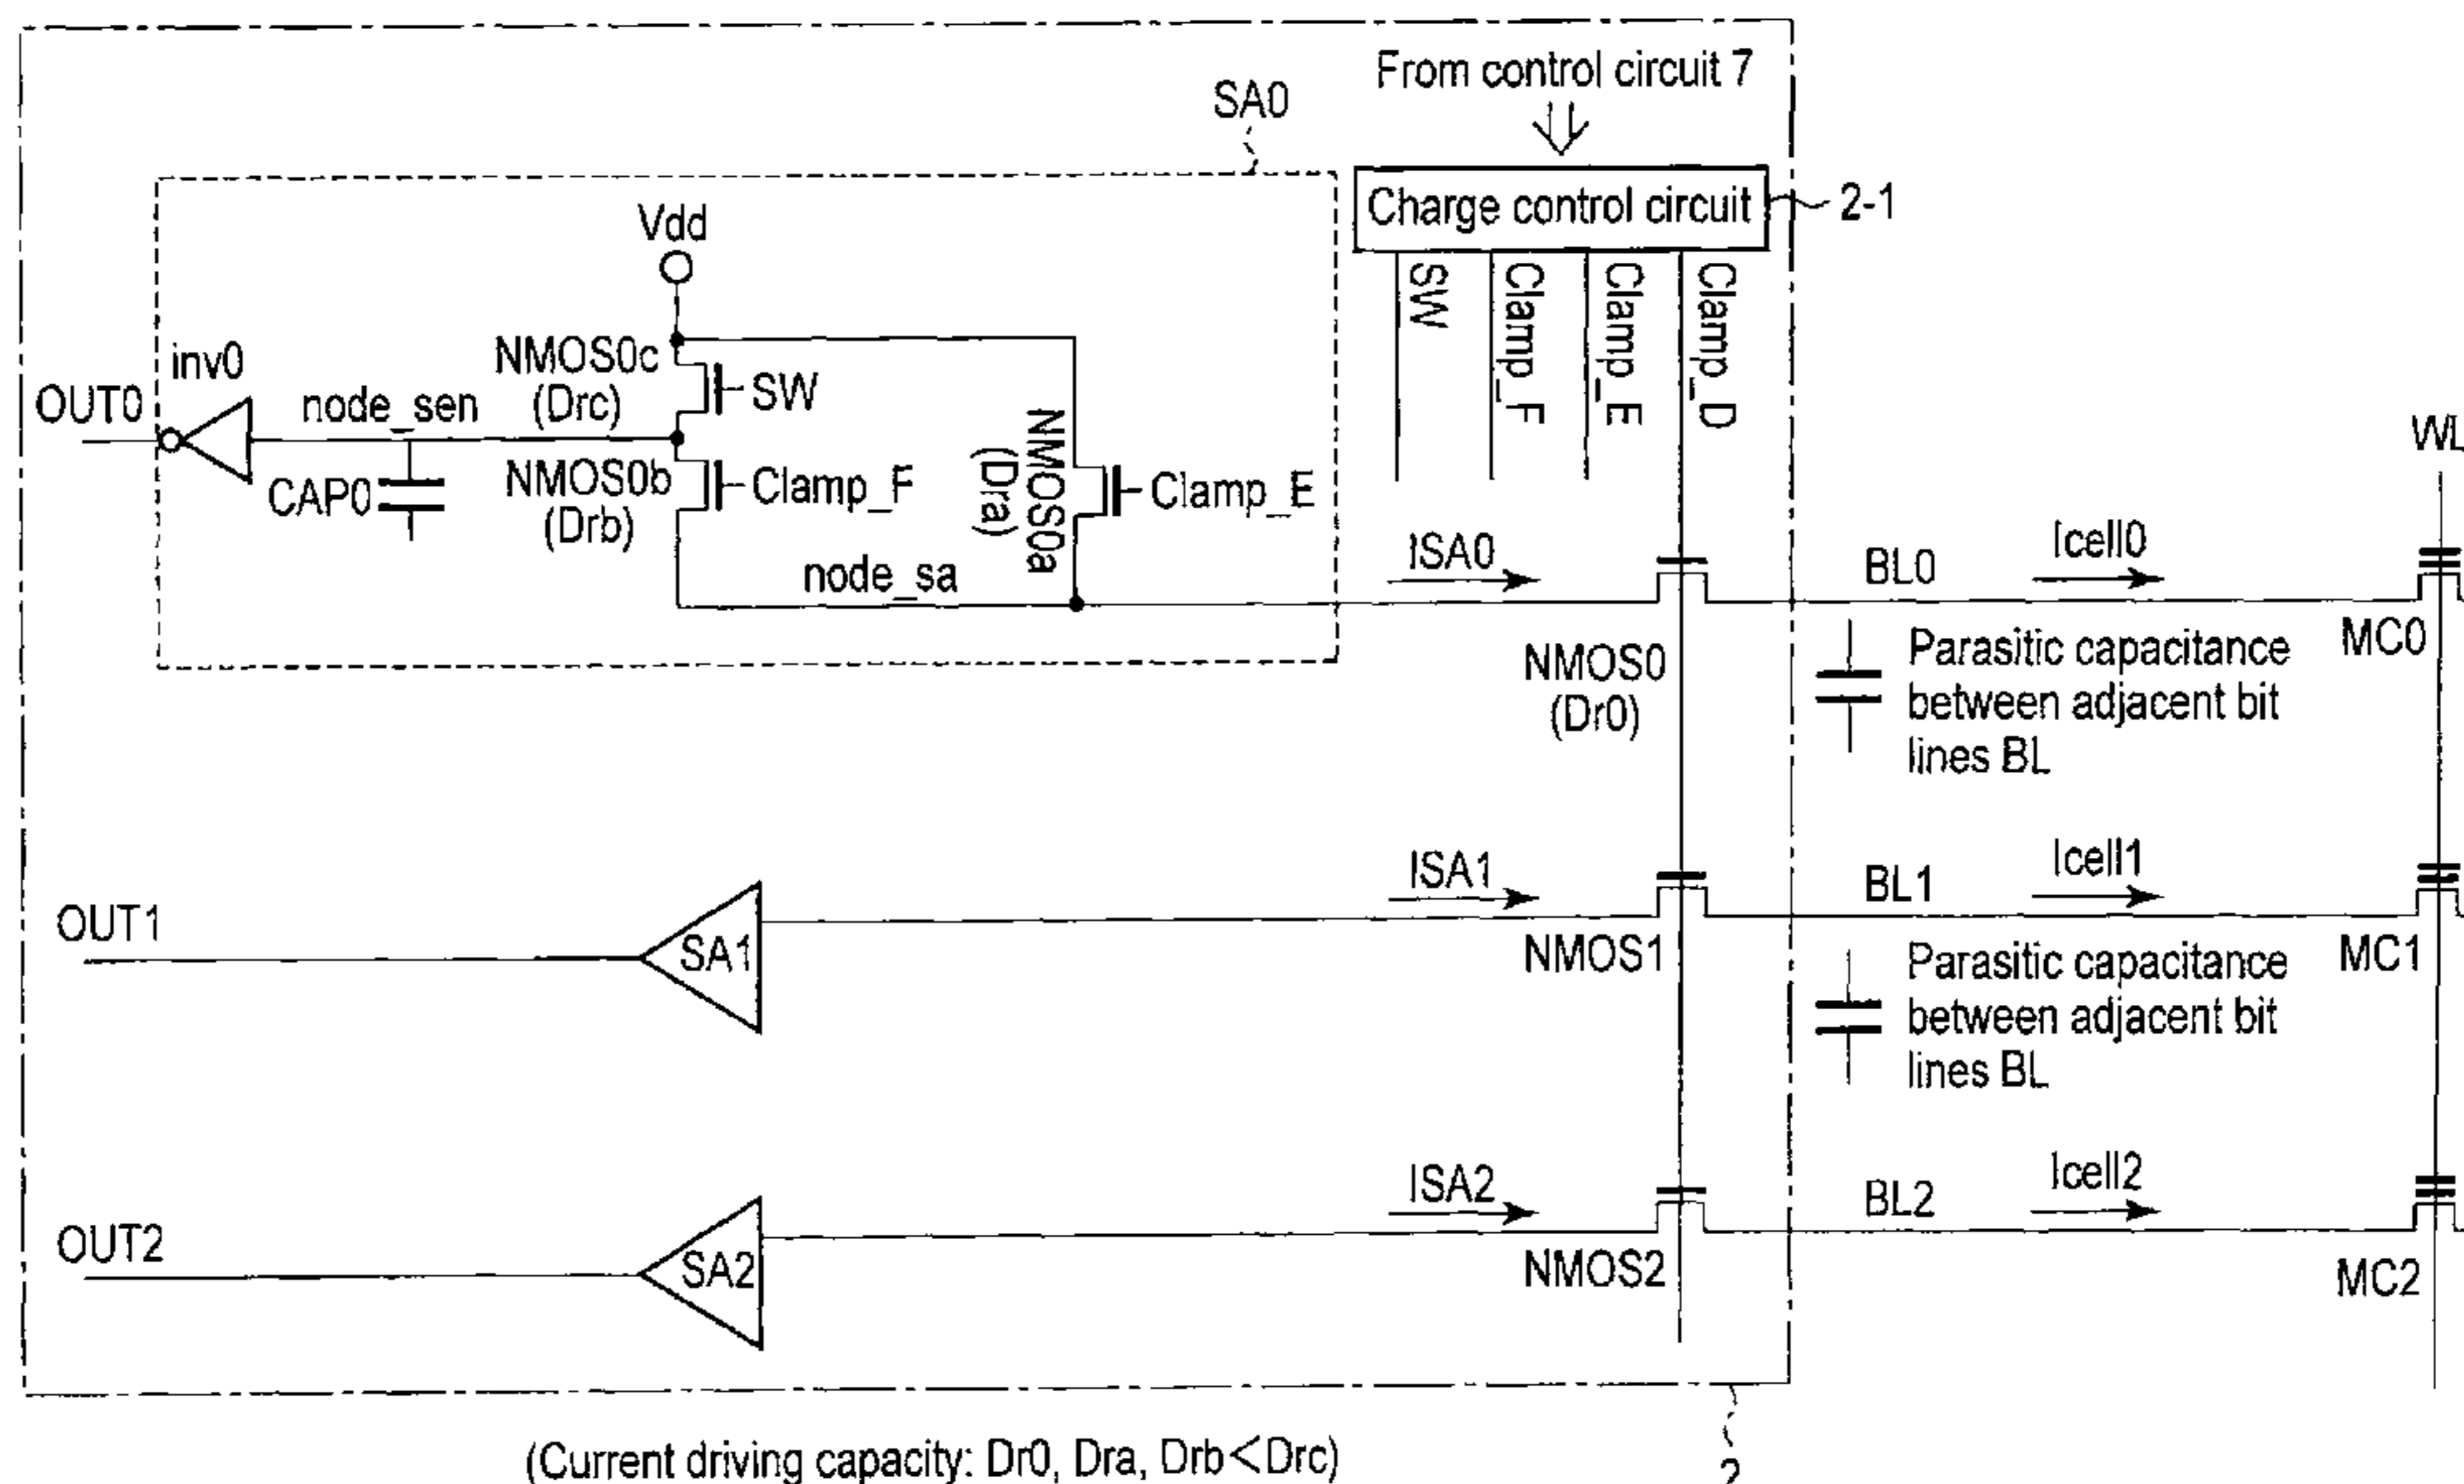 From control circuit 7
SA0
Charge control circuit
2-1
Vdd
SW
Clamp_F
Clamp_E
Clamp_D
inv0
NMOS0c
(Drc)
SW
OUT0
node_sen
NMOS0a
(Dra)
WL
CAP0
NMOS0b
(Drb)
Clamp_F
Clamp_E
node_sa
ISA0
BL0
Icell0
NMOS0
(Dr0)
Parasitic capacitance
between adjacent bit
lines BL
MC0
OUT1
SA1
ISA1
NMOS1
BL1
Icell1
Parasitic capacitance
between adjacent bit
lines BL
MC1
OUT2
SA2
ISA2
NMOS2
BL2
Icell2
MC2
(Current driving capacity: Dr0, Dra, Drb<Drc)
2